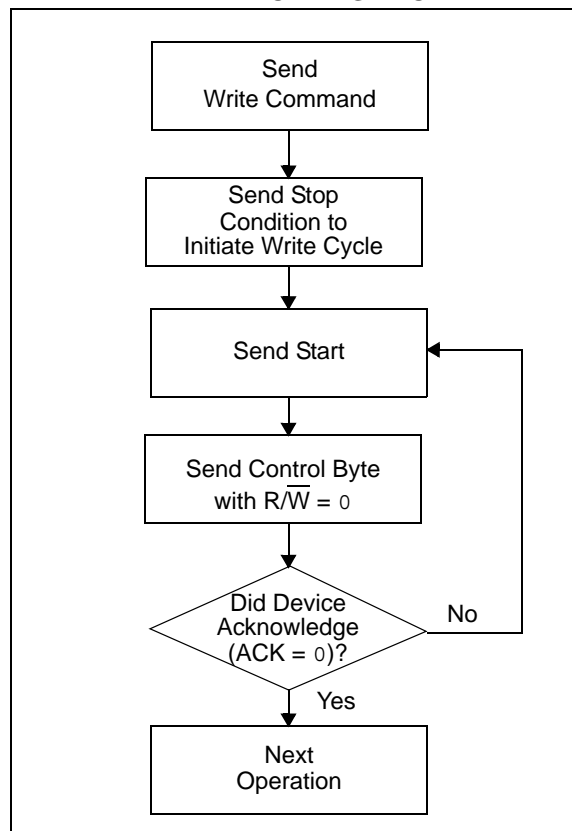 Send
Write Command
Send Stop
Condition to
Initiate Write Cycle
Send Start
Send Control Byte
with R/W̅ = 0
Did Device
Acknowledge
(ACK = 0)?
No
Yes
Next
Operation